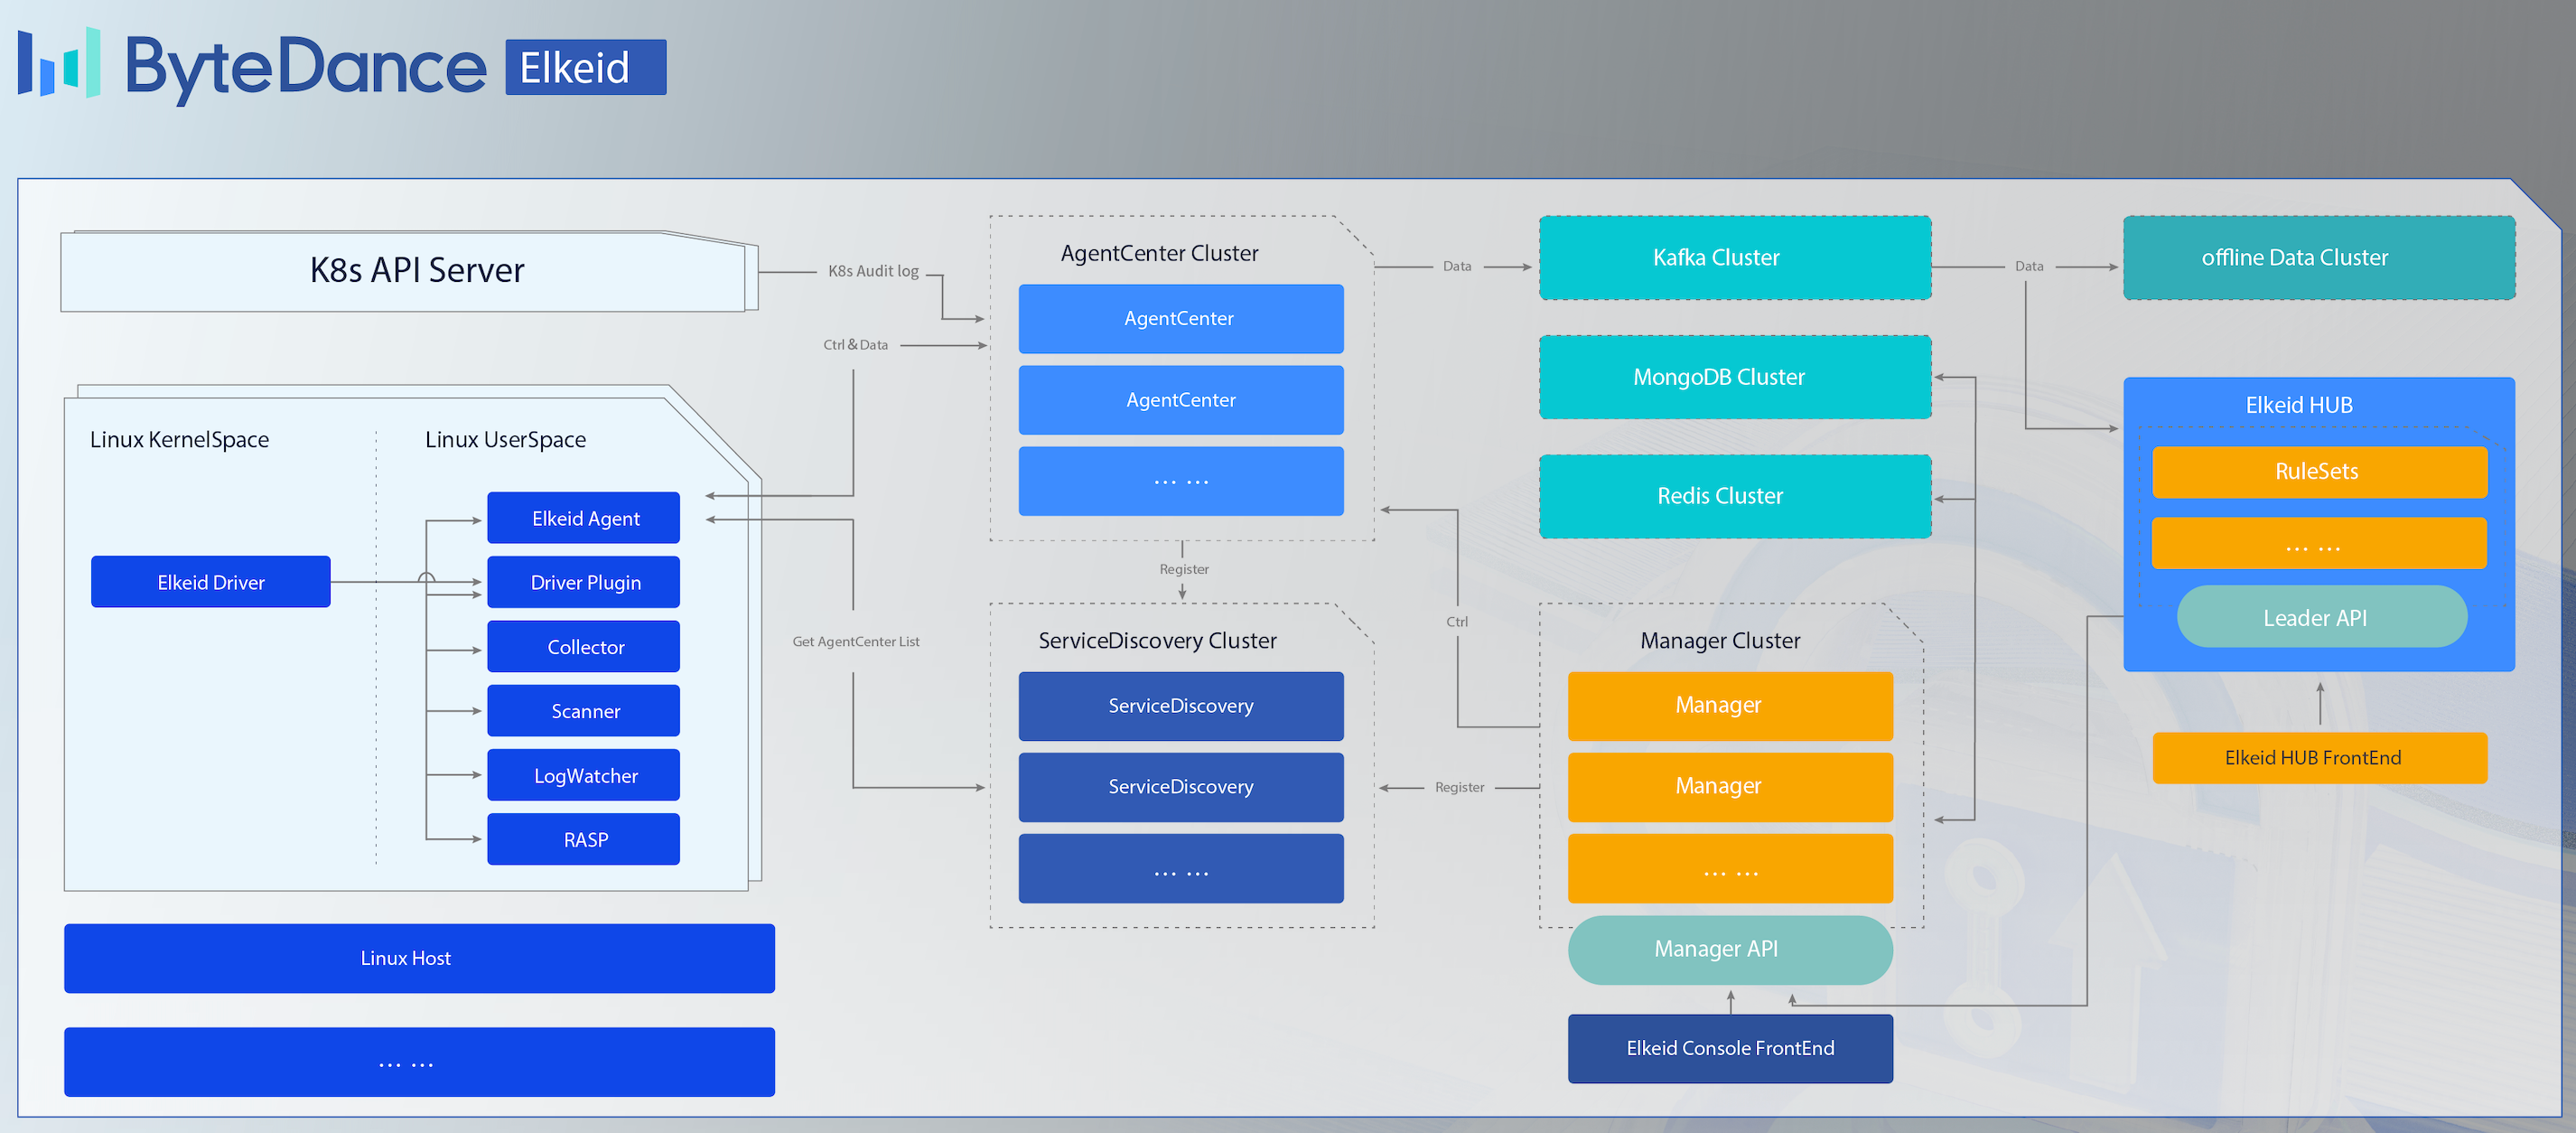 ByteDance Elkeid
K8s API Server
K8s Audit log
Ctrl & Data
Linux KernelSpace
Linux UserSpace
Elkeid Driver
Elkeid Agent
Driver Plugin
Collector
Scanner
LogWatcher
RASP
Linux Host
... ...
Get AgentCenter List
AgentCenter Cluster
AgentCenter
AgentCenter
... ...
Register
ServiceDiscovery Cluster
ServiceDiscovery
ServiceDiscovery
... ...
Data
Ctrl
Register
Kafka Cluster
MongoDB Cluster
Redis Cluster
Manager Cluster
Manager
Manager
... ...
Manager API
Elkeid Console FrontEnd
Data
offline Data Cluster
Elkeid HUB
RuleSets
... ...
Leader API
Elkeid HUB FrontEnd